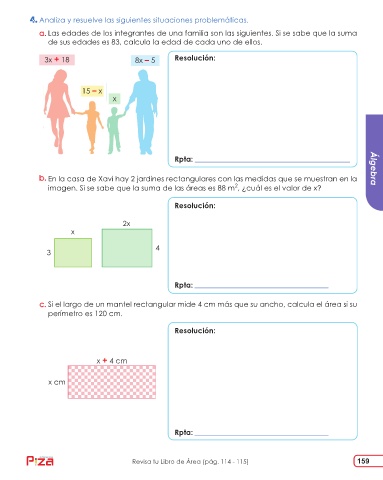 4. Analiza y resuelve las siguientes situaciones problemáticas.
a. Las edades de los integrantes de una familia son las siguientes. Si se sabe que la suma
de sus edades es 83, calcula la edad de cada uno de ellos.
3x + 18
8x – 5
15 – x
x
Resolución:
Rpta:
Álgebra
b. En la casa de Xavi hay 2 jardines rectangulares con las medidas que se muestran en la
imagen. Si se sabe que la suma de las áreas es 88 m², ¿cuál es el valor de x?
Resolución:
2x
x
3
4
Rpta:
c. Si el largo de un mantel rectangular mide 4 cm más que su ancho, calcula el área si su
perímetro es 120 cm.
Resolución:
x + 4 cm
x cm
Rpta:
Pizza
Revisa tu Libro de Área (pág. 114 - 115)
159